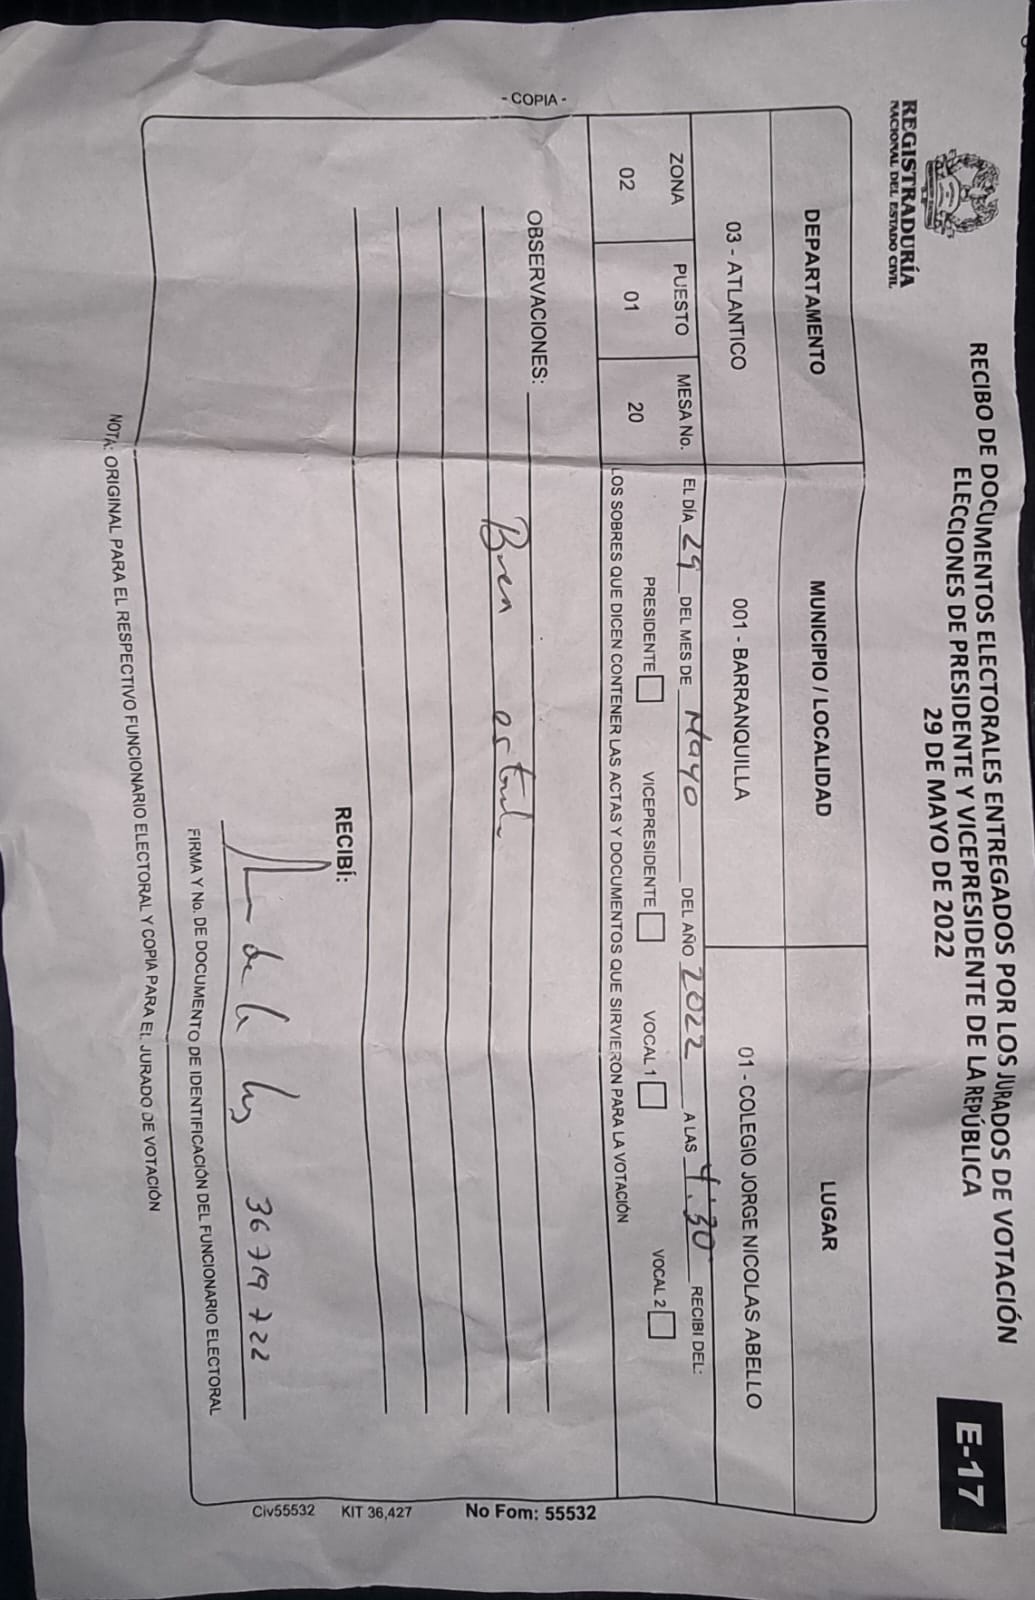 REGISTRADURÍA
NACIONAL DEL ESTADO CIVIL
RECIBO DE DOCUMENTOS ELECTORALES ENTREGADOS POR LOS JURADOS DE VOTACIÓN
ELECCIONES DE PRESIDENTE Y VICEPRESIDENTE DE LA REPÚBLICA
29 DE MAYO DE 2022
E-17
DEPARTAMENTO MUNICIPIO / LOCALIDAD LUGAR
03 - ATLANTICO 001 - BARRANQUILLA 01 - COLEGIO JORGE NICOLAS ABELLO
ZONA PUESTO MESA No. EL DÍA 29 DEL MES DE Mayo DEL AÑO 2022 A LAS 4:30 RECIBI DEL:
02 01 20 PRESIDENTE VICEPRESIDENTE VOCAL 1 VOCAL 2
LOS SOBRES QUE DICEN CONTENER LAS ACTAS Y DOCUMENTOS QUE SIRVIERON PARA LA VOTACIÓN
- COPIA -
OBSERVACIONES:
Buen estado
RECIBÍ:
de la 36719722
FIRMA Y No. DE DOCUMENTO DE IDENTIFICACIÓN DEL FUNCIONARIO ELECTORAL
NOTA: ORIGINAL PARA EL RESPECTIVO FUNCIONARIO ELECTORAL Y COPIA PARA EL JURADO DE VOTACIÓN
No Fom: 55532
KIT 36,427
Civ55532